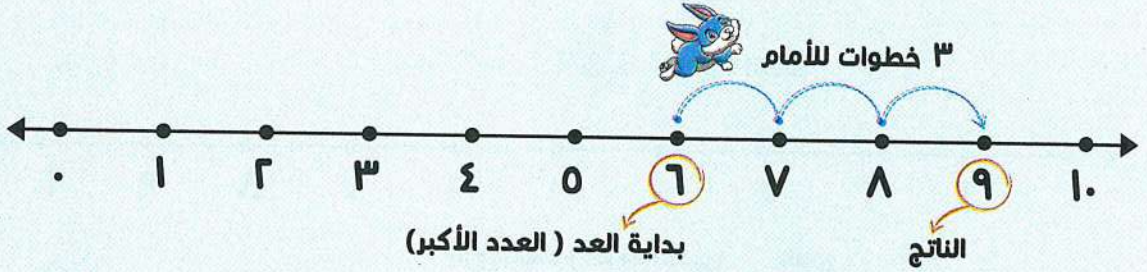 ٣ خطوات للأمام
٠ ١ ٢ ٣ ٤ ٥ ٦ ٧ ٨ ٩ ١٠
بداية العد ( العدد الأكبر)
الناتج